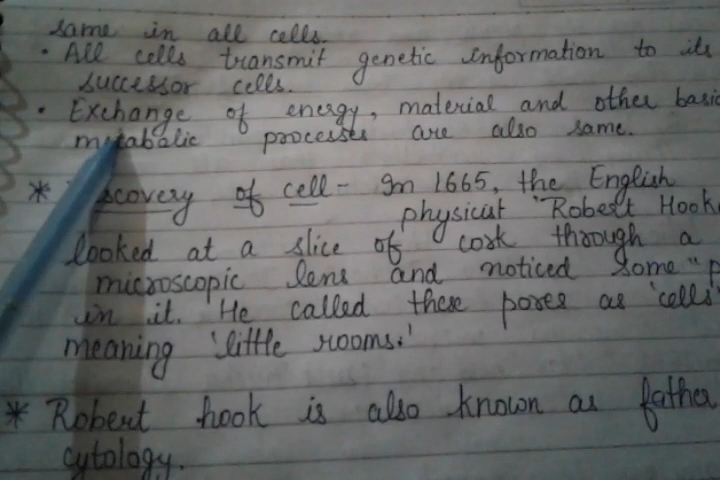 same in all cells.
• All cells transmit genetic information to its
successor cells.
• Exchange of energy, material and other basic
metabalic processes are also same.
* of cell - In 1665, the English
physicist "Robert Hook
looked at a slice of cork through a
microscopic lens and noticed some "
in it. He called these pores as 'cells'
meaning 'little rooms.'
* Robert hook is also known as father
cytology.